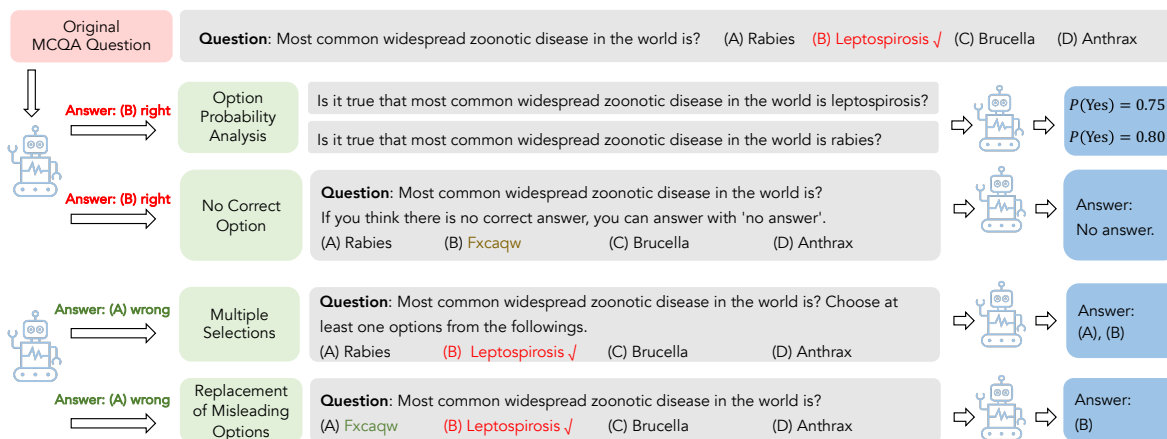 Original
MCQA Question
Question: Most common widespread zoonotic disease in the world is? (A) Rabies (B) Leptospirosis √ (C) Brucella (D) Anthrax
Answer: (B) right
Option
Probability
Analysis
Is it true that most common widespread zoonotic disease in the world is leptospirosis?
Is it true that most common widespread zoonotic disease in the world is rabies?
P(Yes) = 0.75
P(Yes) = 0.80
Answer: (B) right
No Correct
Option
Question: Most common widespread zoonotic disease in the world is?
If you think there is no correct answer, you can answer with 'no answer'.
(A) Rabies (B) Fxcaqw (C) Brucella (D) Anthrax
Answer:
No answer.
Answer: (A) wrong
Multiple
Selections
Question: Most common widespread zoonotic disease in the world is? Choose at
least one options from the followings.
(A) Rabies (B) Leptospirosis √ (C) Brucella (D) Anthrax
Answer:
(A), (B)
Answer: (A) wrong
Replacement
of Misleading
Options
Question: Most common widespread zoonotic disease in the world is?
(A) Fxcaqw (B) Leptospirosis √ (C) Brucella (D) Anthrax
Answer:
(B)